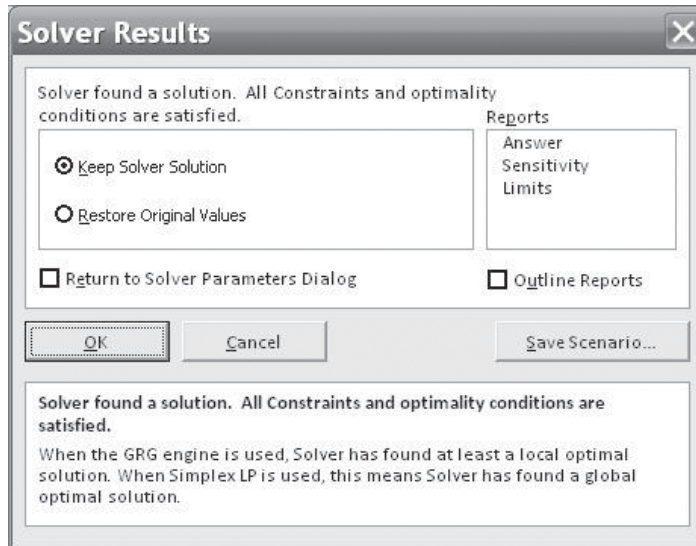 Solver Results
Solver found a solution. All Constraints and optimality
conditions are satisfied.
Reports
Answer
Sensitivity
Limits
Keep Solver Solution
Restore Original Values
Return to Solver Parameters Dialog
Outline Reports
OK
Cancel
Save Scenario...
Solver found a solution. All Constraints and optimality conditions are
satisfied.
When the GRG engine is used, Solver has found at least a local optimal
solution. When Simplex LP is used, this means Solver has found a global
optimal solution.